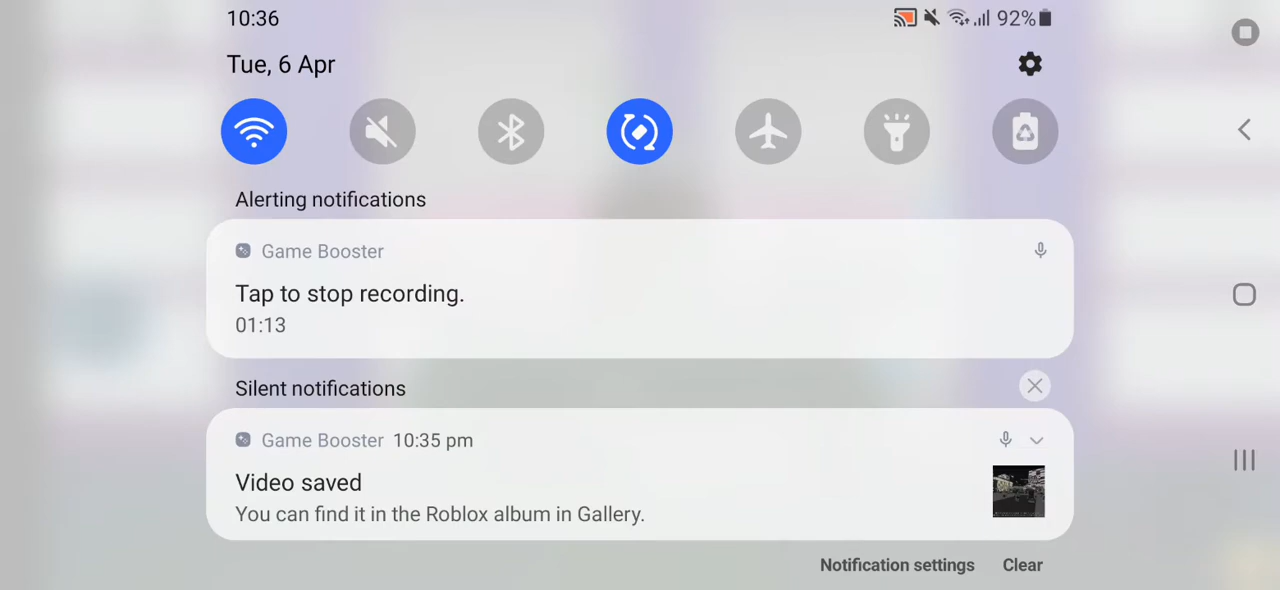 10:36
92%
Tue, 6 Apr
Alerting notifications
Game Booster
Tap to stop recording.
01:13
Silent notifications
Game Booster 10:35 pm
Video saved
You can find it in the Roblox album in Gallery.
Notification settings Clear